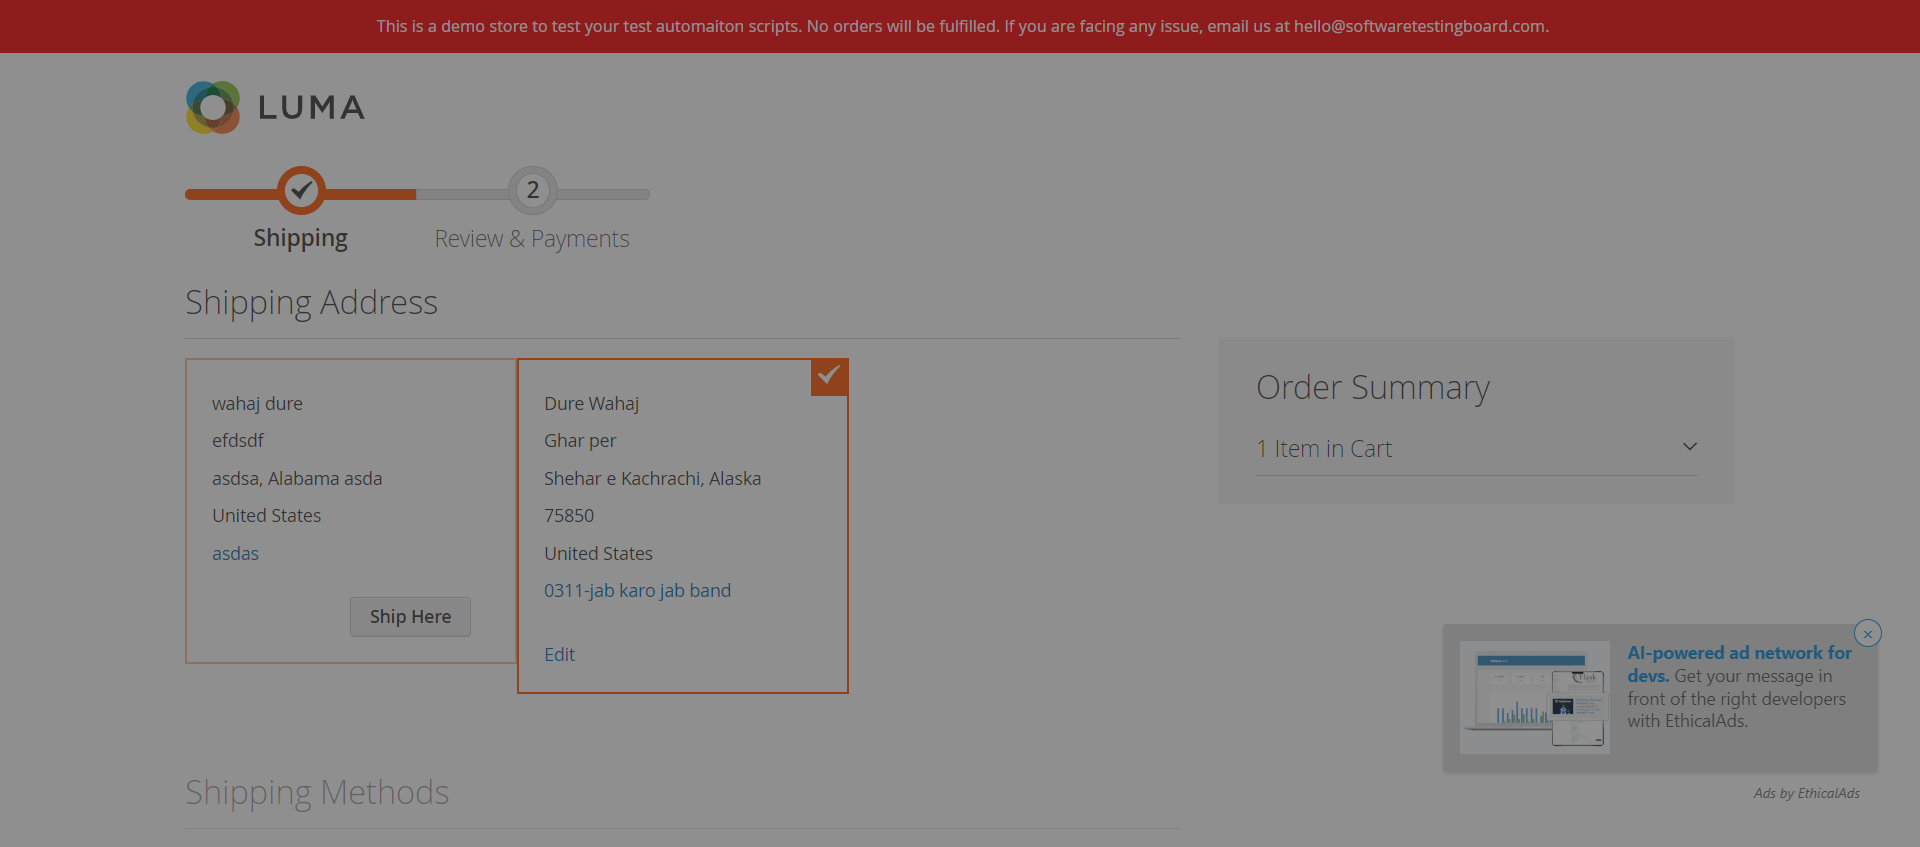 This is a demo store to test your test automaiton scripts. No orders will be fulfilled. If you are facing any issue, email us at hello@softwaretestingboard.com.
LUMA
2
Shipping
Review & Payments
Shipping Address
wahaj dure
efdsdf
asdsa, Alabama asda
United States
asdas
Ship Here
Dure Wahaj
Ghar per
Shehar e Kachrachi, Alaska
75850
United States
0311-jab karo jab band
Edit
Order Summary
1 Item in Cart
AI-powered ad network for
devs. Get your message in
front of the right developers
with EthicalAds.
Ads by EthicalAds
Shipping Methods